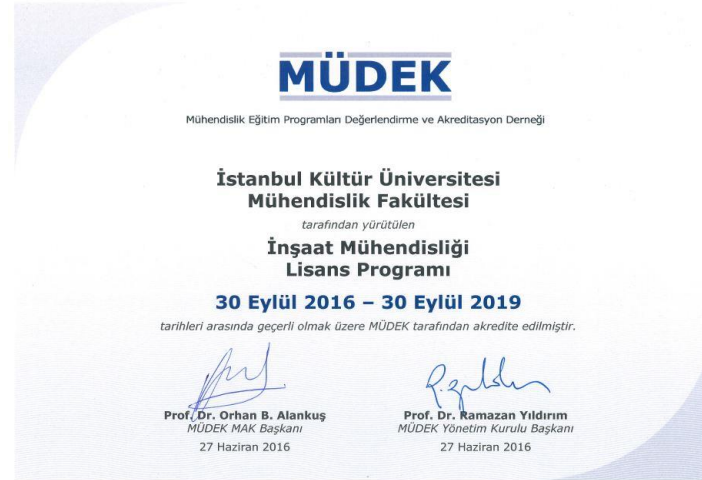 MÜDEK
Mühendislik Eğitim Programları Değerlendirme ve Akreditasyon Derneği
İstanbul Kültür Üniversitesi
Mühendislik Fakültesi
tarafından yürütülen
İnşaat Mühendisliği
Lisans Programı
30 Eylül 2016 – 30 Eylül 2019
tarihleri arasında geçerli olmak üzere MÜDEK tarafından akredite edilmiştir.
Prof. Dr. Orhan B. Alankuş
MÜDEK MAK Başkanı
27 Haziran 2016
Prof. Dr. Ramazan Yıldırım
MÜDEK Yönetim Kurulu Başkanı
27 Haziran 2016